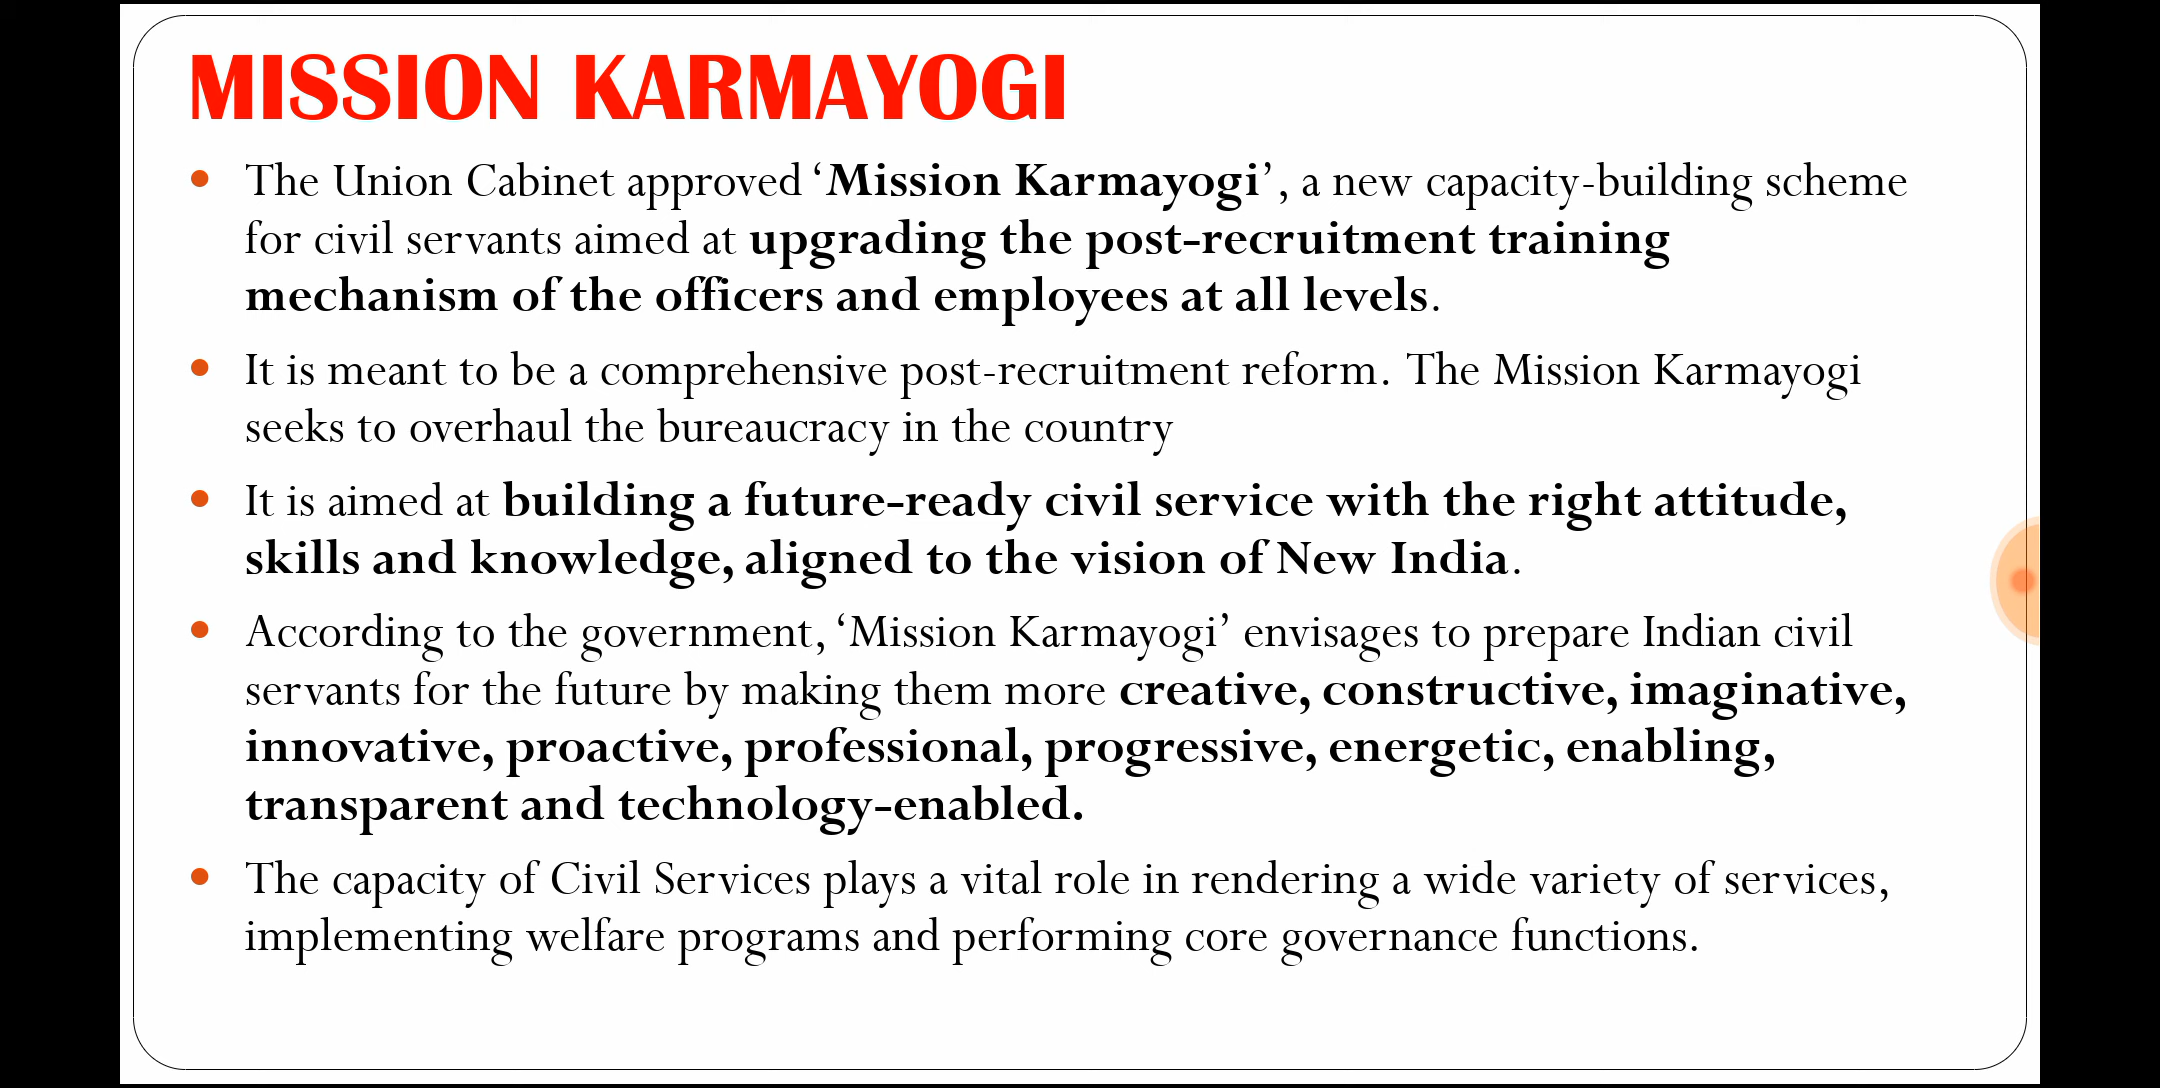 MISSION KARMAYOGI
• The Union Cabinet approved ‘Mission Karmayogi’, a new capacity-building scheme
for civil servants aimed at upgrading the post-recruitment training
mechanism of the officers and employees at all levels.
• It is meant to be a comprehensive post-recruitment reform. The Mission Karmayogi
seeks to overhaul the bureaucracy in the country
• It is aimed at building a future-ready civil service with the right attitude,
skills and knowledge, aligned to the vision of New India.
• According to the government, ‘Mission Karmayogi’ envisages to prepare Indian civil
servants for the future by making them more creative, constructive, imaginative,
innovative, proactive, professional, progressive, energetic, enabling,
transparent and technology-enabled.
• The capacity of Civil Services plays a vital role in rendering a wide variety of services,
implementing welfare programs and performing core governance functions.